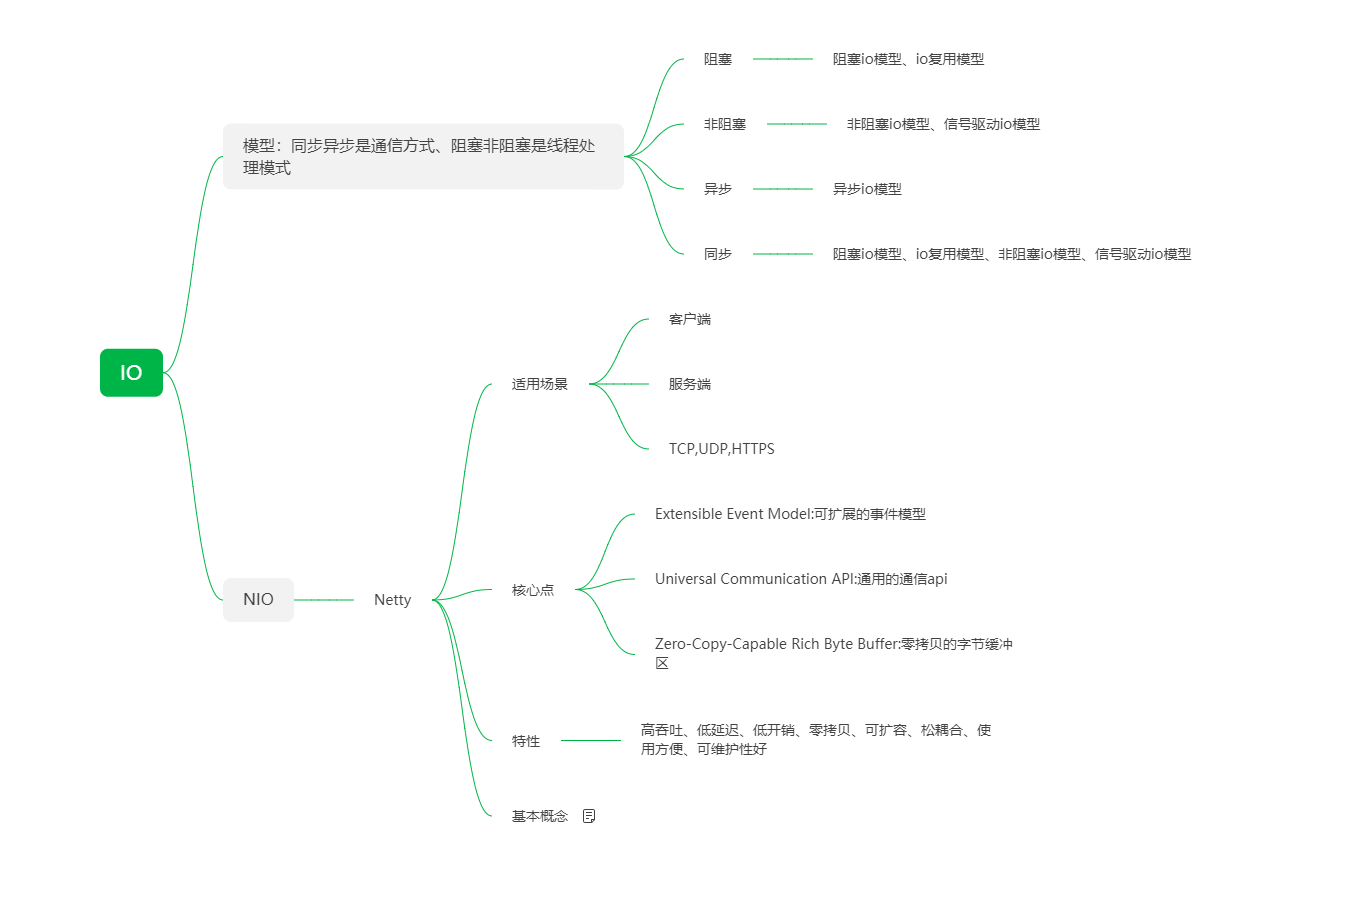 阻塞
阻塞io模型、io复用模型
非阻塞
非阻塞io模型、信号驱动io模型
模型：同步异步是通信方式、阻塞非阻塞是线程处
理模式
异步
异步io模型
同步
阻塞io模型、io复用模型、非阻塞io模型、信号驱动io模型
IO
客户端
适用场景
服务端
TCP,UDP,HTTPS
Extensible Event Model:可扩展的事件模型
核心点
Universal Communication API:通用的通信api
NIO
Netty
Zero-Copy-Capable Rich Byte Buffer:零拷贝的字节缓冲
区
特性
高吞吐、低延迟、低开销、零拷贝、可扩容、松耦合、使
用方便、可维护性好
基本概念